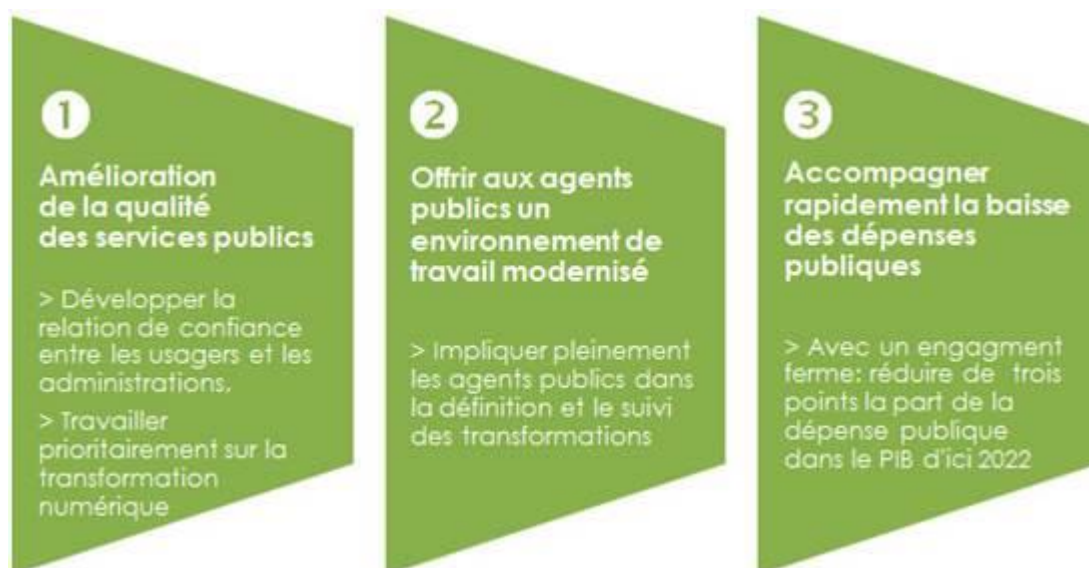 1
Amélioration
de la qualité
des services publics
> Développer la
relation de confiance
entre les usagers et les
administrations,
> Travailler
prioritairement sur la
transformation
numérique
2
Offrir aux agents
publics un
environnement de
travail modernisé
> Impliquer pleinement
les agents publics dans
la définition et le suivi
des transformations
3
Accompagner
rapidement la baisse
des dépenses
publiques
> Avec un engagment
ferme: réduire de trois
points la part de la
dépense publique
dans le PIB d'ici 2022